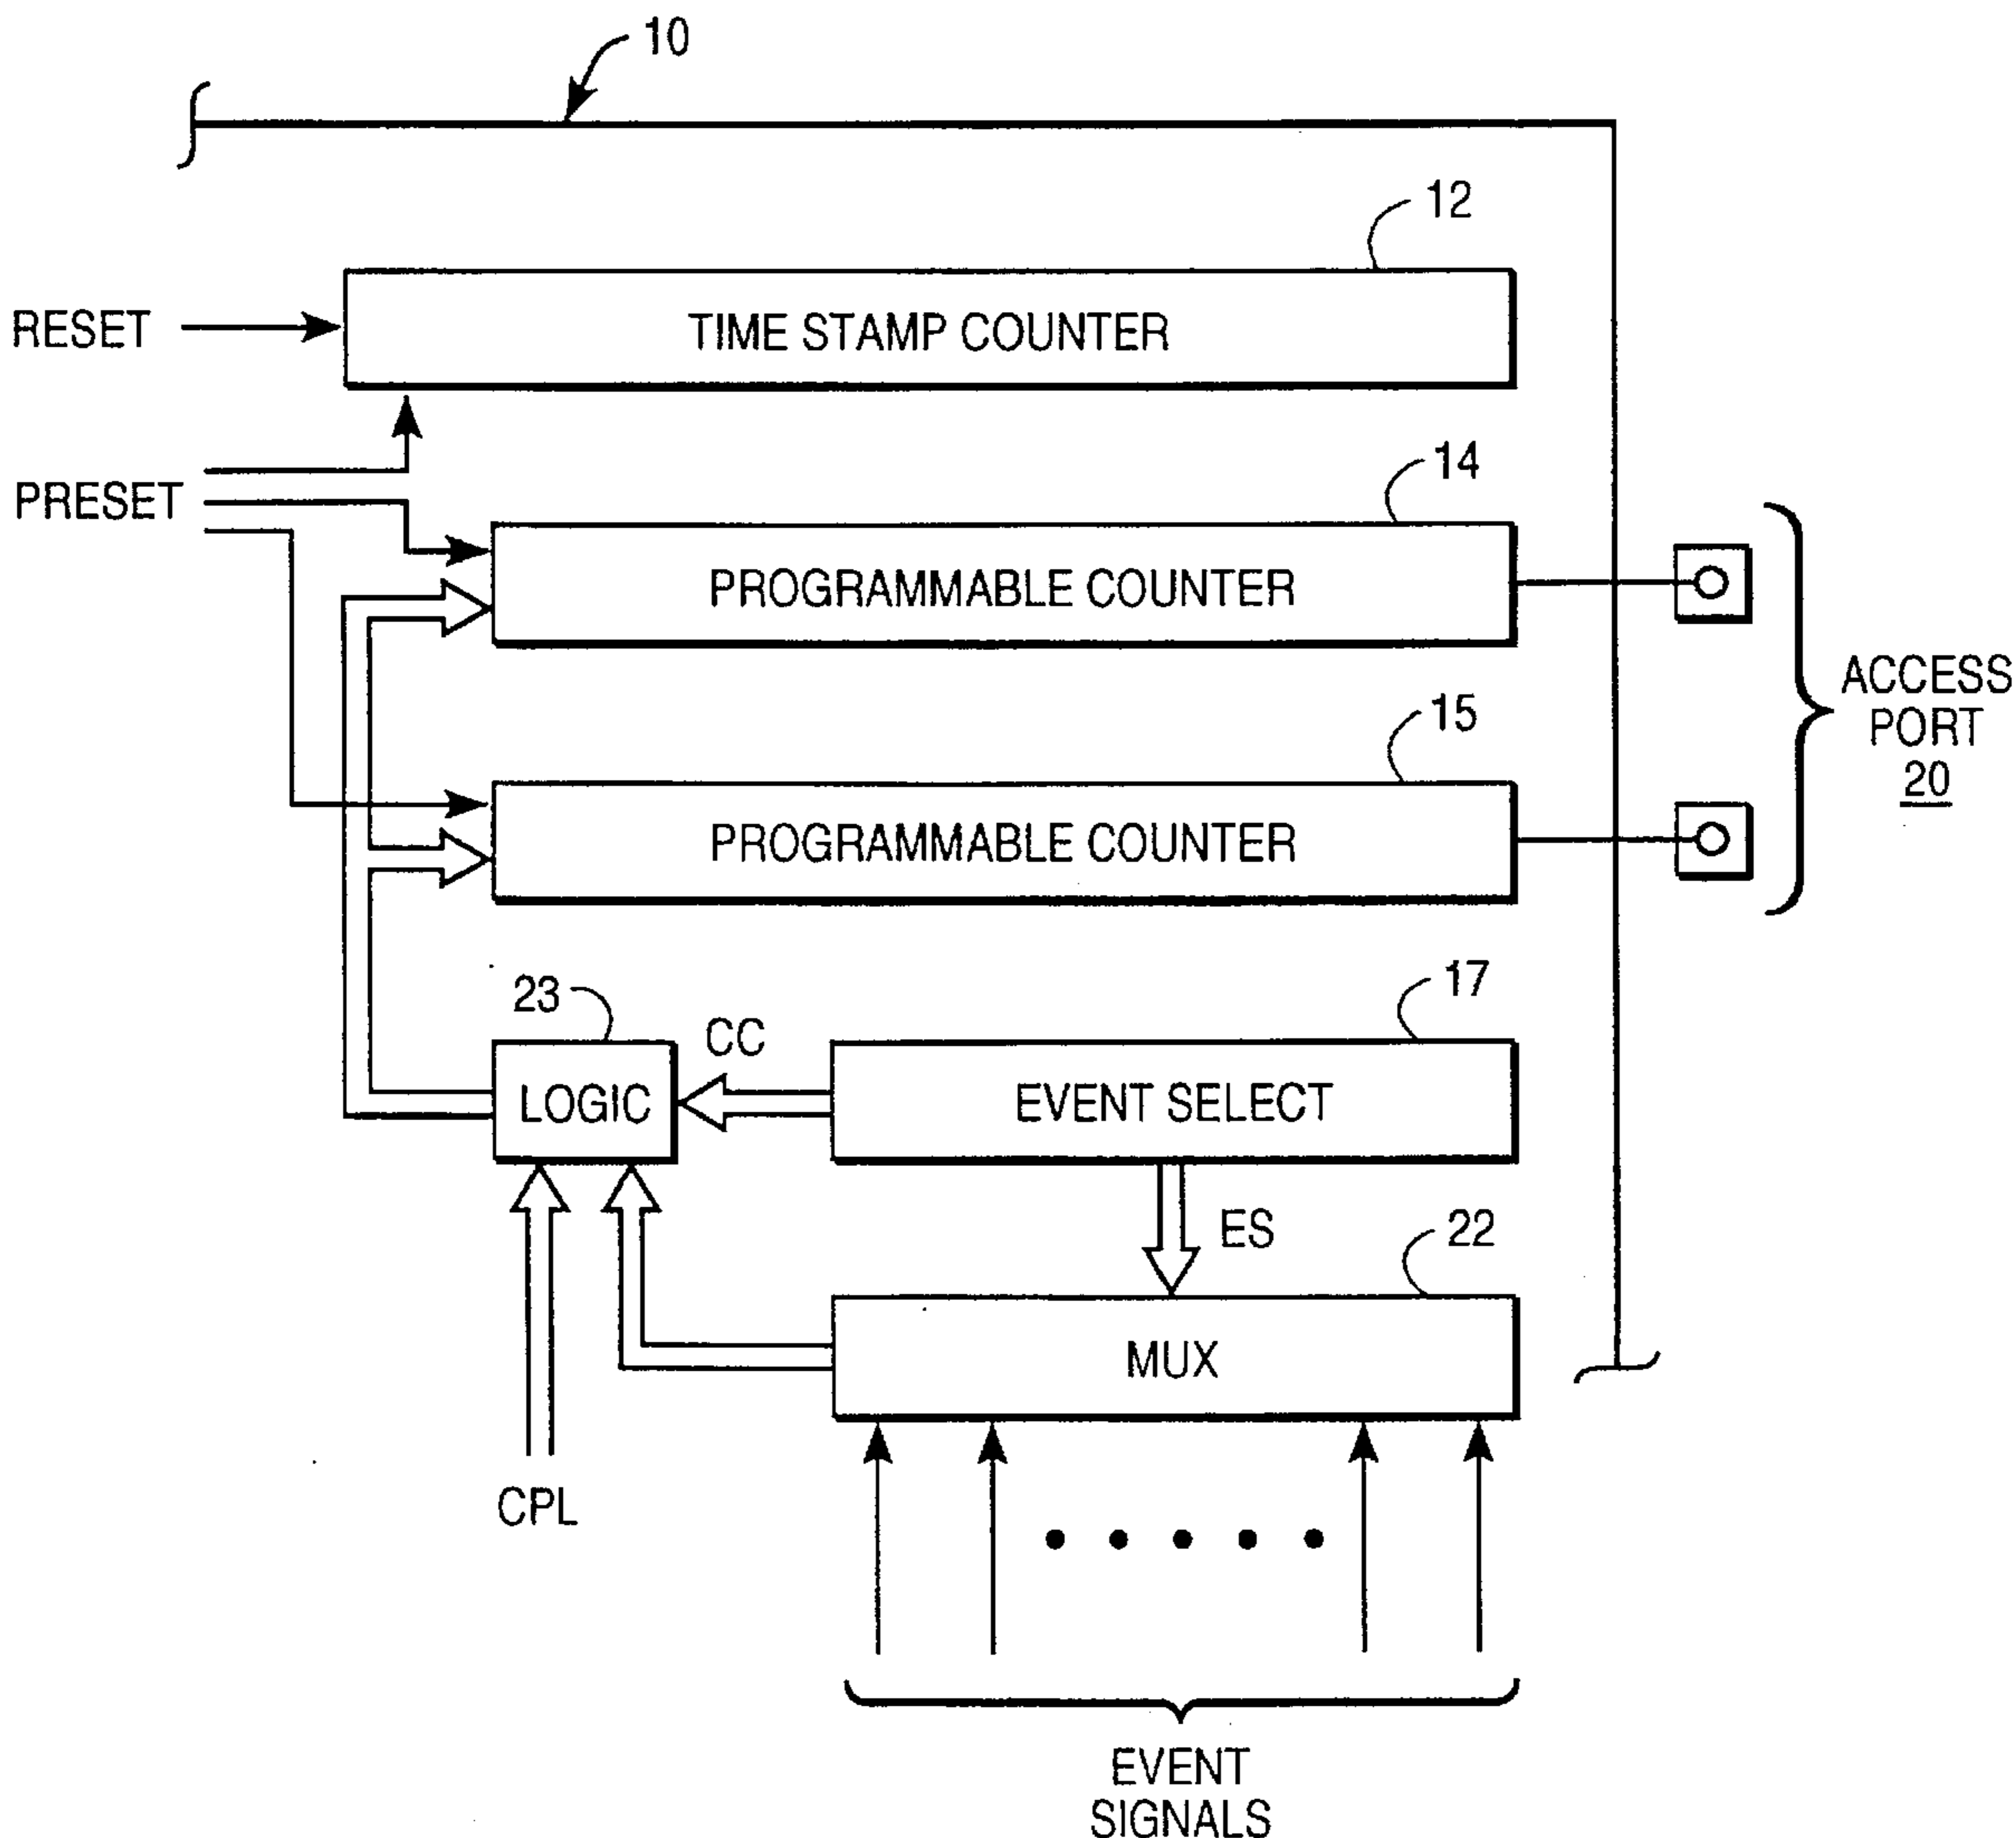 10
12
RESET
TIME STAMP COUNTER
PRESET
14
PROGRAMMABLE COUNTER
ACCESS
PORT
20
15
PROGRAMMABLE COUNTER
23
CC
17
LOGIC
EVENT SELECT
ES
22
MUX
CPL
EVENT
SIGNALS